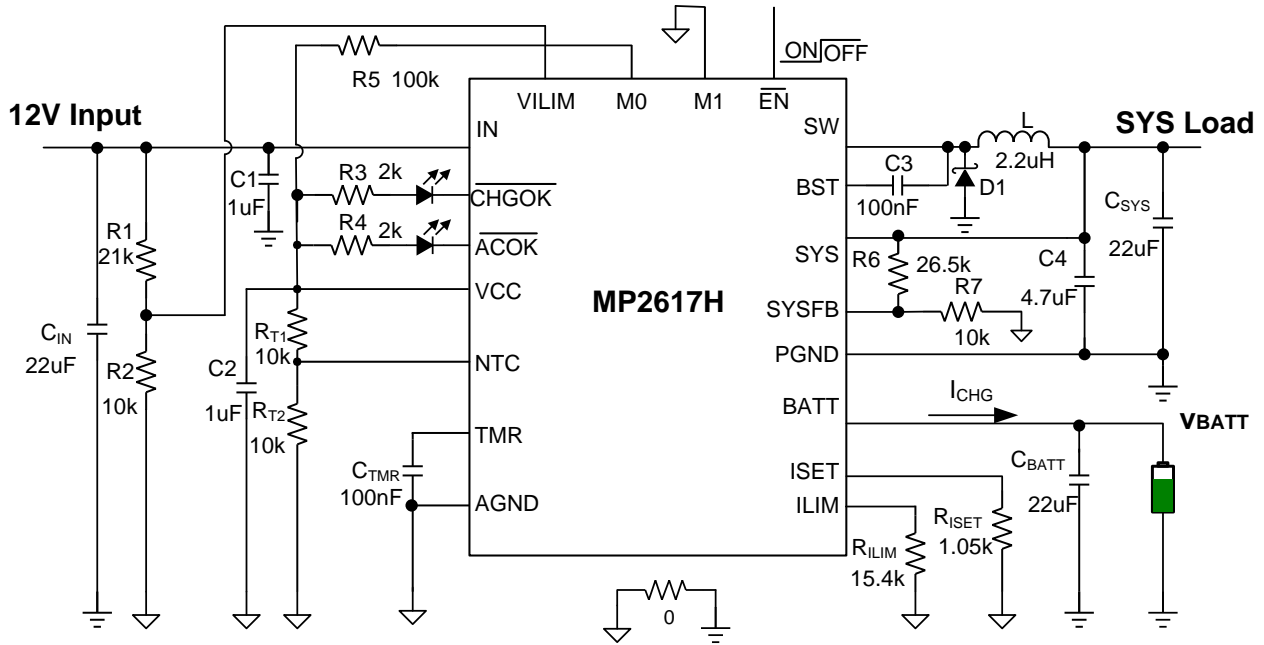 ON OFF
R5 100k
VILIM M0 M1 EN
12V Input
IN
SW
L
2.2uH
SYS Load
C1
1uF
R3 2k
CHGOK
BST
C3
100nF
D1
R4 2k
ACOK
R1
21k
CSYS
22uF
SYS
R6
26.5k
C4
4.7uF
VCC
MP2617H
SYSFB
R7
10k
CIN
22uF
RT1
10k
NTC
PGND
R2
10k
C2
1uF
RT2
10k
BATT
ICHG
VBATT
TMR
CTMR
100nF
AGND
ISET
ILIM
CBATT
22uF
RISET
1.05k
RILIM
15.4k
0